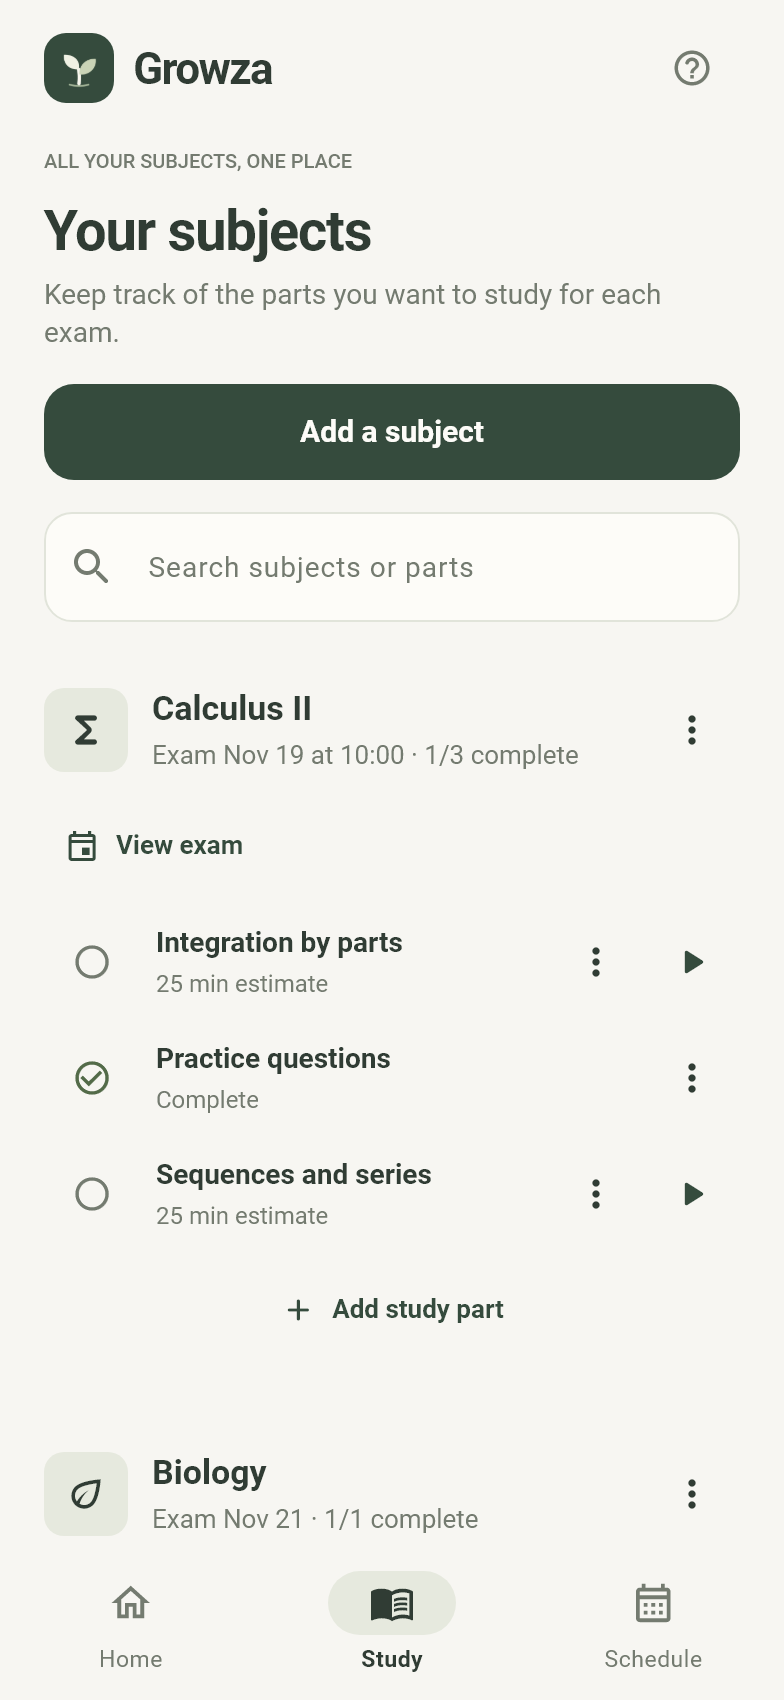 Growza
ALL YOUR SUBJECTS, ONE PLACE
Your subjects
Keep track of the parts you want to study for each
exam.
Add a subject
Search subjects or parts
Calculus II
Exam Nov 19 at 10:00 · 1/3 complete
View exam
Integration by parts
25 min estimate
Practice questions
Complete
Sequences and series
25 min estimate
Add study part
Biology
Exam Nov 21 · 1/1 complete
Home
Study
Schedule